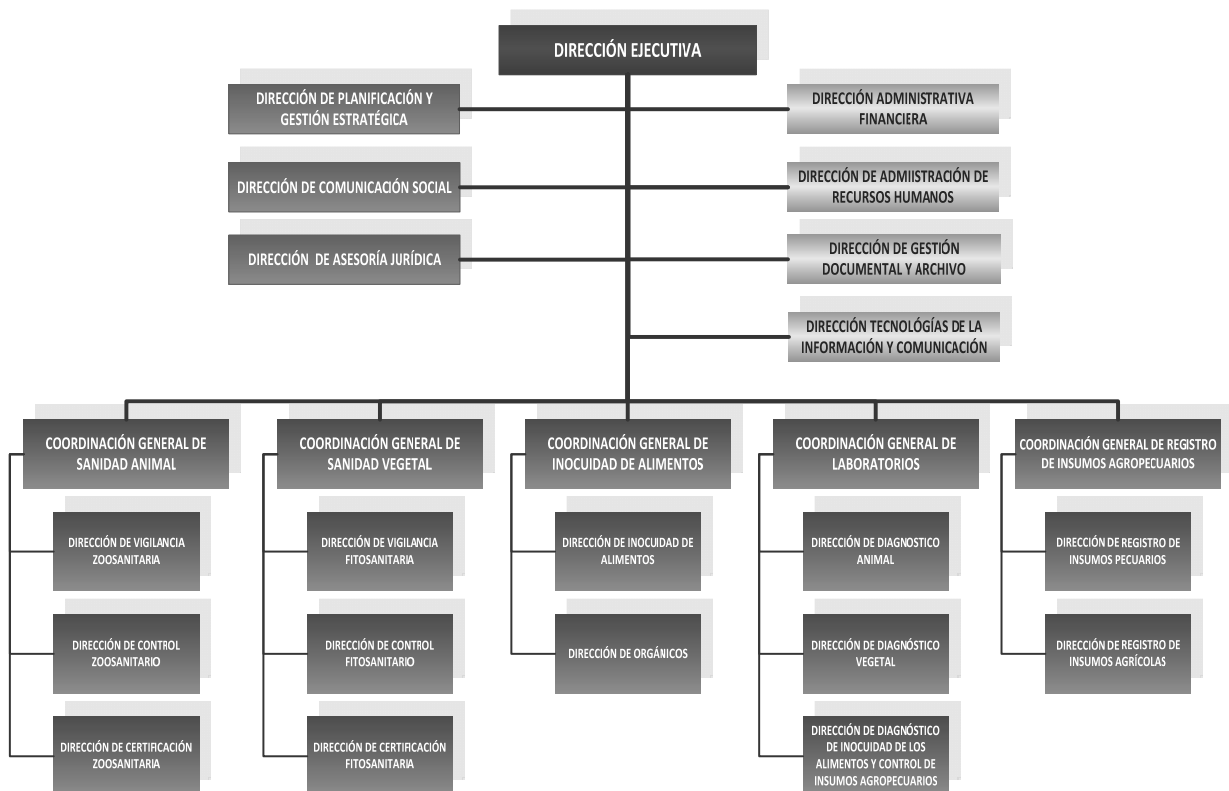 DIRECCIÓN EJECUTIVA
DIRECCIÓN DE PLANIFICACIÓN Y
GESTIÓN ESTRATÉGICA
DIRECCIÓN ADMINISTRATIVA
FINANCIERA
DIRECCIÓN DE COMUNICACIÓN SOCIAL
DIRECCIÓN DE ADMIISTRACIÓN DE
RECURSOS HUMANOS
DIRECCIÓN DE ASESORÍA JURÍDICA
DIRECCIÓN DE GESTIÓN
DOCUMENTAL Y ARCHIVO
DIRECCIÓN TECNOLÓGÍAS DE LA
INFORMACIÓN Y COMUNICACIÓN
COORDINACIÓN GENERAL DE
SANIDAD ANIMAL
COORDINACIÓN GENERAL DE
SANIDAD VEGETAL
COORDINACIÓN GENERAL DE
INOCUIDAD DE ALIMENTOS
COORDINACIÓN GENERAL DE
LABORATORIOS
COORDINACIÓN GENERAL DE REGISTRO
DE INSUMOS AGROPECUARIOS
DIRECCIÓN DE VIGILANCIA
ZOOSANITARIA
DIRECCIÓN DE VIGILANCIA
FITOSANITARIA
DIRECCIÓN DE INOCUIDAD DE
ALIMENTOS
DIRECCIÓN DE DIAGNOSTICO
ANIMAL
DIRECCIÓN DE REGISTRO DE
INSUMOS PECUARIOS
DIRECCIÓN DE CONTROL
ZOOSANITARIO
DIRECCIÓN DE CONTROL
FITOSANITARIO
DIRECCIÓN DE ORGÁNICOS
DIRECCIÓN DE DIAGNÓSTICO
VEGETAL
DIRECCIÓN DE REGISTRO DE
INSUMOS AGRÍCOLAS
DIRECCIÓN DE CERTIFICACIÓN
ZOOSANITARIA
DIRECCIÓN DE CERTIFICACIÓN
FITOSANITARIA
DIRECCIÓN DE DIAGNÓSTICO
DE INOCUIDAD DE LOS
ALIMENTOS Y CONTROL DE
INSUMOS AGROPECUARIOS